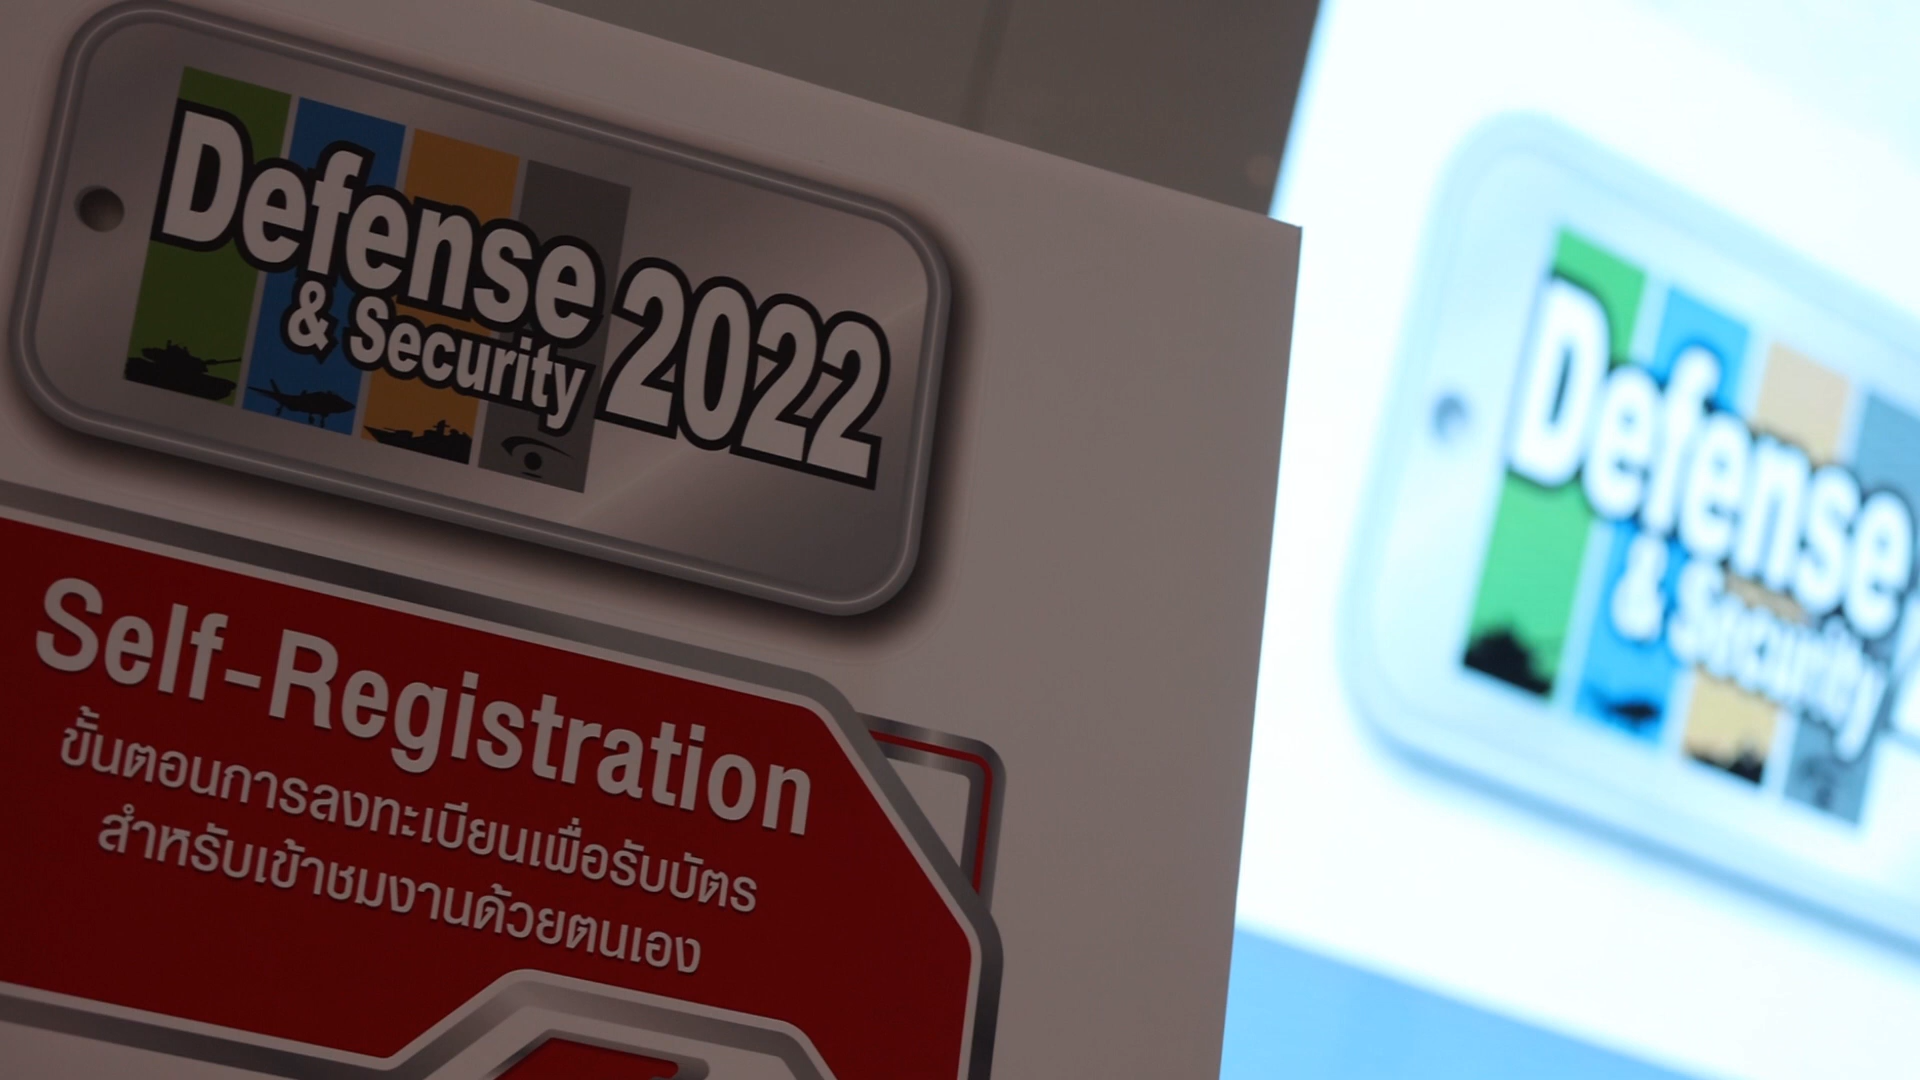 Defense
& Security
2022
Self-Registration
ขั้นตอนการลงทะเบียนเพื่อรับบัตร
สำหรับเข้าชมงานด้วยตนเอง
Defense
& Security